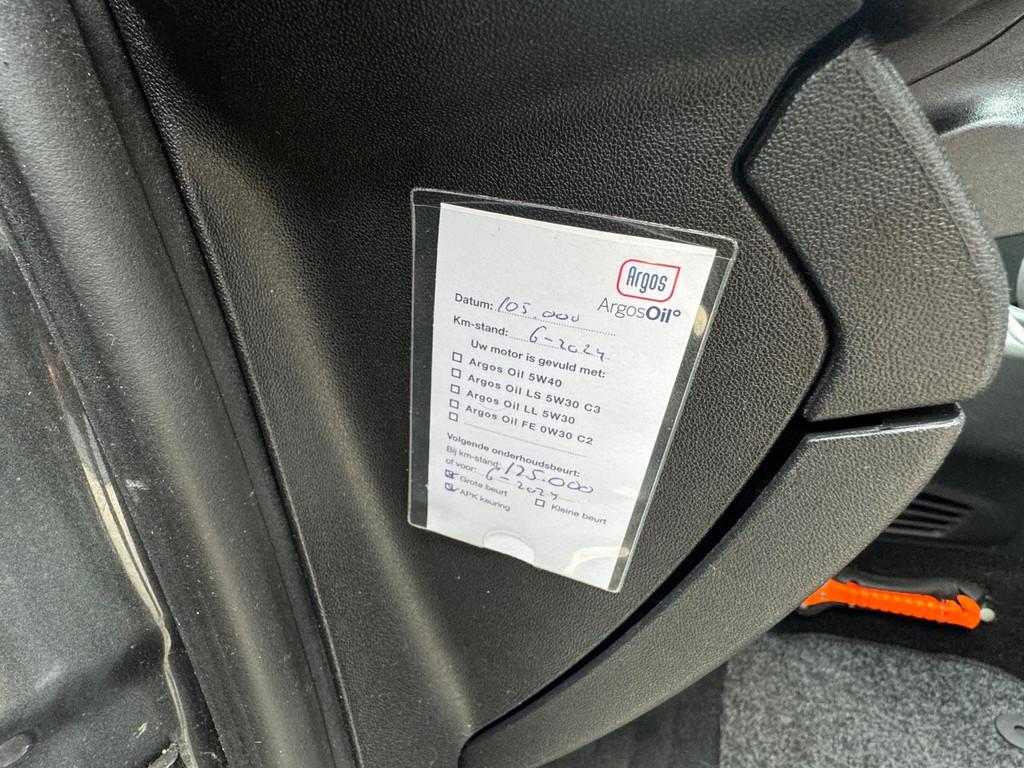 Argos
ArgosOil
Datum: 105.000
Km-stand: 6-2024
Uw motor is gevuld met:
Argos Oil 5W40
Argos Oil LS 5W30 C3
Argos Oil LL 5W30
Argos Oil FE 0W30 C2
Volgende onderhoudsbeurt:
Bij km-stand: 125.000
of voor: 6-202
Grote beurt Kleine beurt
APK keuring